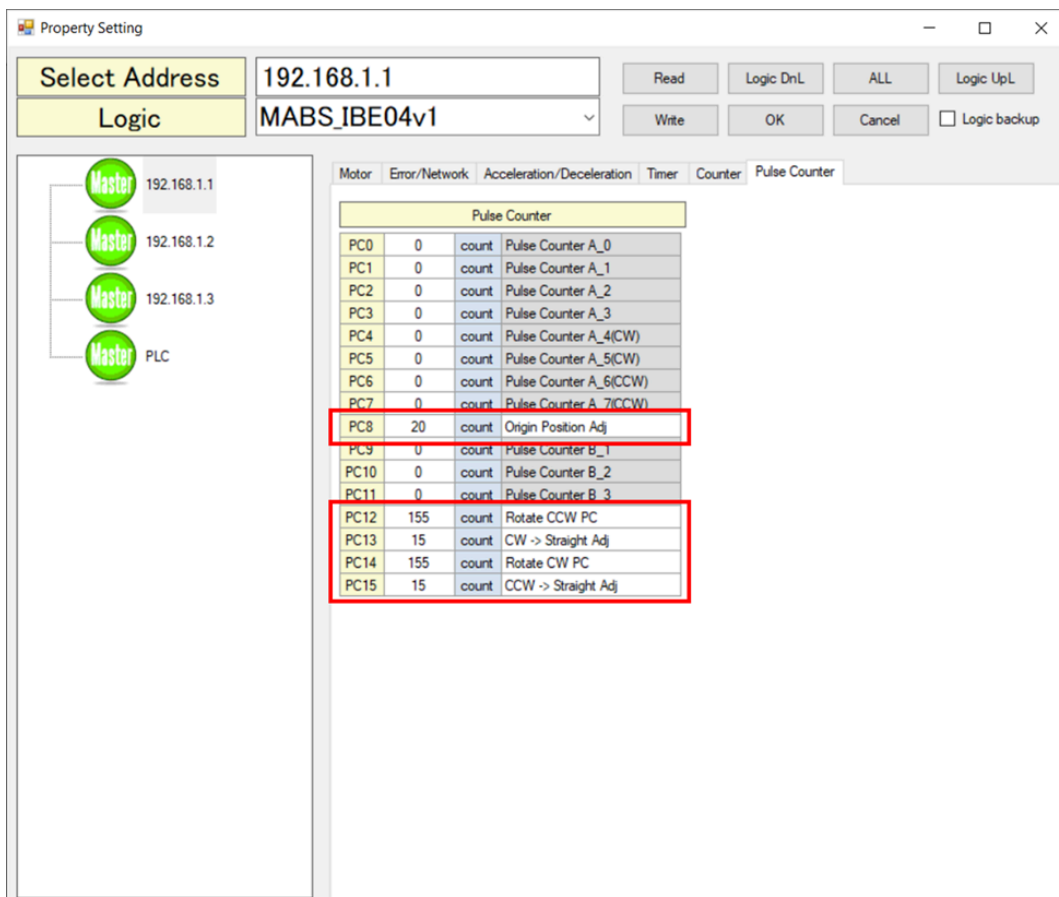 Property Setting
Select Address 192.168.1.1 Read Logic DnL ALL Logic UpL
Logic MABS_IBE04v1 Write OK Cancel Logic backup
Master 192.168.1.1
Master 192.168.1.2
Master 192.168.1.3
Master PLC
Motor Error/Network Acceleration/Deceleration Timer Counter Pulse Counter
Pulse Counter
PC0 0 count Pulse Counter A_0
PC1 0 count Pulse Counter A_1
PC2 0 count Pulse Counter A_2
PC3 0 count Pulse Counter A_3
PC4 0 count Pulse Counter A_4(CW)
PC5 0 count Pulse Counter A_5(CW)
PC6 0 count Pulse Counter A_6(CCW)
PC7 0 count Pulse Counter A_7(CCW)
PC8 20 count Origin Position Adj
PC9 0 count Pulse Counter B_1
PC10 0 count Pulse Counter B_2
PC11 0 count Pulse Counter B_3
PC12 155 count Rotate CCW PC
PC13 15 count CW -> Straight Adj
PC14 155 count Rotate CW PC
PC15 15 count CCW -> Straight Adj